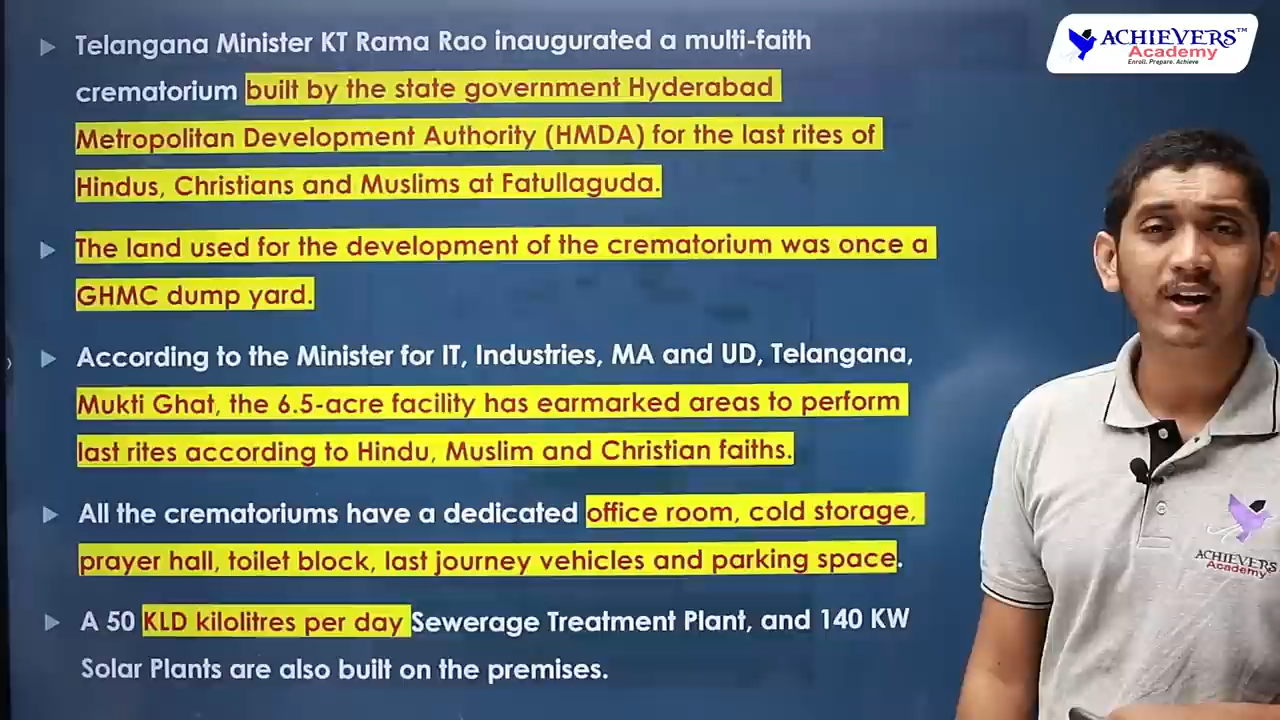 Telangana Minister KT Rama Rao inaugurated a multi-faith
crematorium built by the state government Hyderabad
Metropolitan Development Authority (HMDA) for the last rites of
Hindus, Christians and Muslims at Fatullaguda.
The land used for the development of the crematorium was once a
GHMC dump yard.
According to the Minister for IT, Industries, MA and UD, Telangana,
Mukti Ghat, the 6.5-acre facility has earmarked areas to perform
last rites according to Hindu, Muslim and Christian faiths.
All the crematoriums have a dedicated office room, cold storage,
prayer hall, toilet block, last journey vehicles and parking space.
A 50 KLD kilolitres per day Sewerage Treatment Plant, and 140 KW
Solar Plants are also built on the premises.
ACHIEVERS™
Academy
Enroll. Prepare. Achieve
ACHIEVERS
Academy